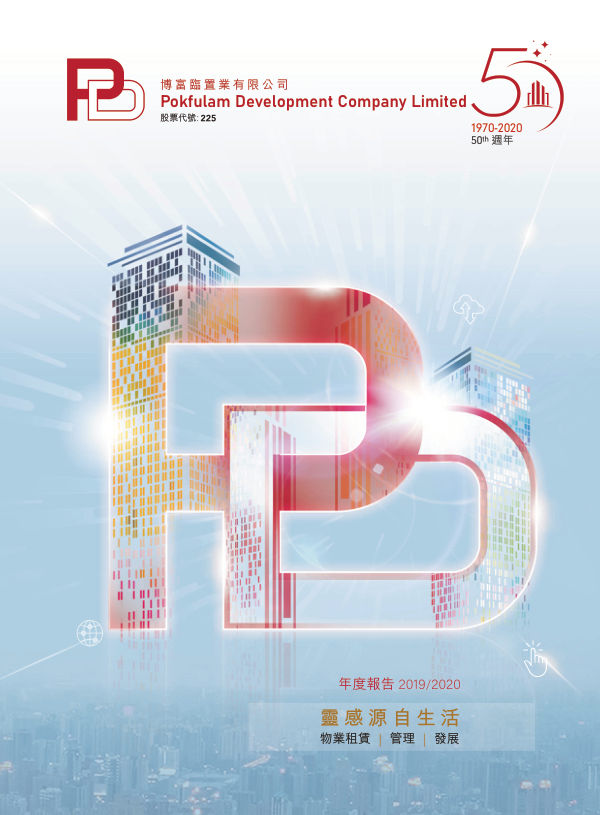 博富臨置業有限公司
Pokfulam Development Company Limited
股票代號: 225
50
1970-2020
50th 週年
年度報告 2019/2020
靈感源自生活
物業租賃 | 管理 | 發展